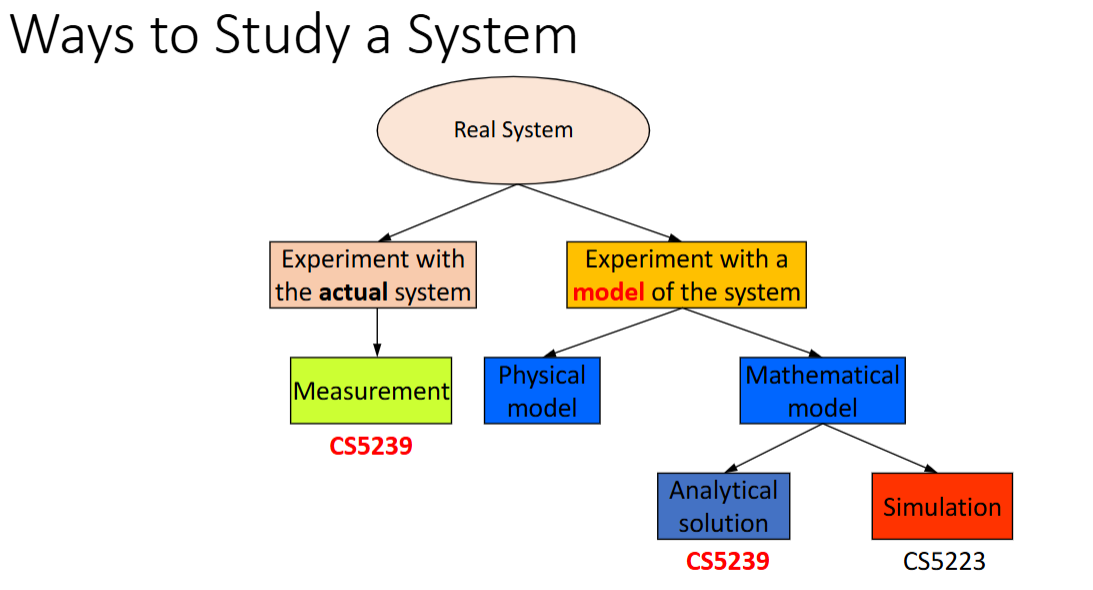 Ways to Study a System
Real System
Experiment with
the actual system
Experiment with a
model of the system
Measurement
CS5239
Physical
model
Mathematical
model
Analytical
solution
CS5239
Simulation
CS5223